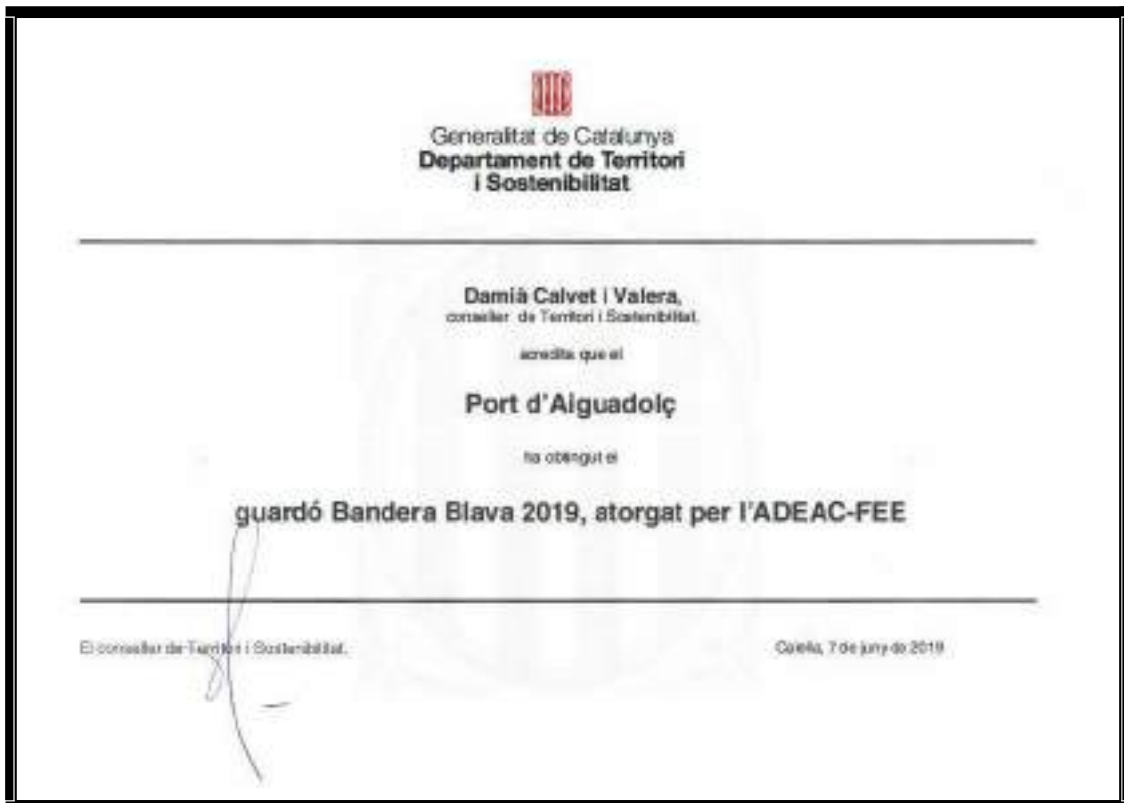 Generalitat de Catalunya
Departament de Territori
i Sostenibilitat
Damià Calvet i Valera,
conseller de Territori i Sostenibilitat,
acredita que el
Port d'Aiguadolç
ha obtingut el
guardó Bandera Blava 2019, atorgat per l'ADEAC-FEE
El conseller de Territori i Sostenibilitat,
Calella, 7 de juny de 2019